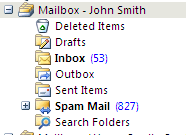 Mailbox - John Smith
Deleted Items
Drafts
Inbox (53)
Outbox
Sent Items
Spam Mail (827)
Search Folders